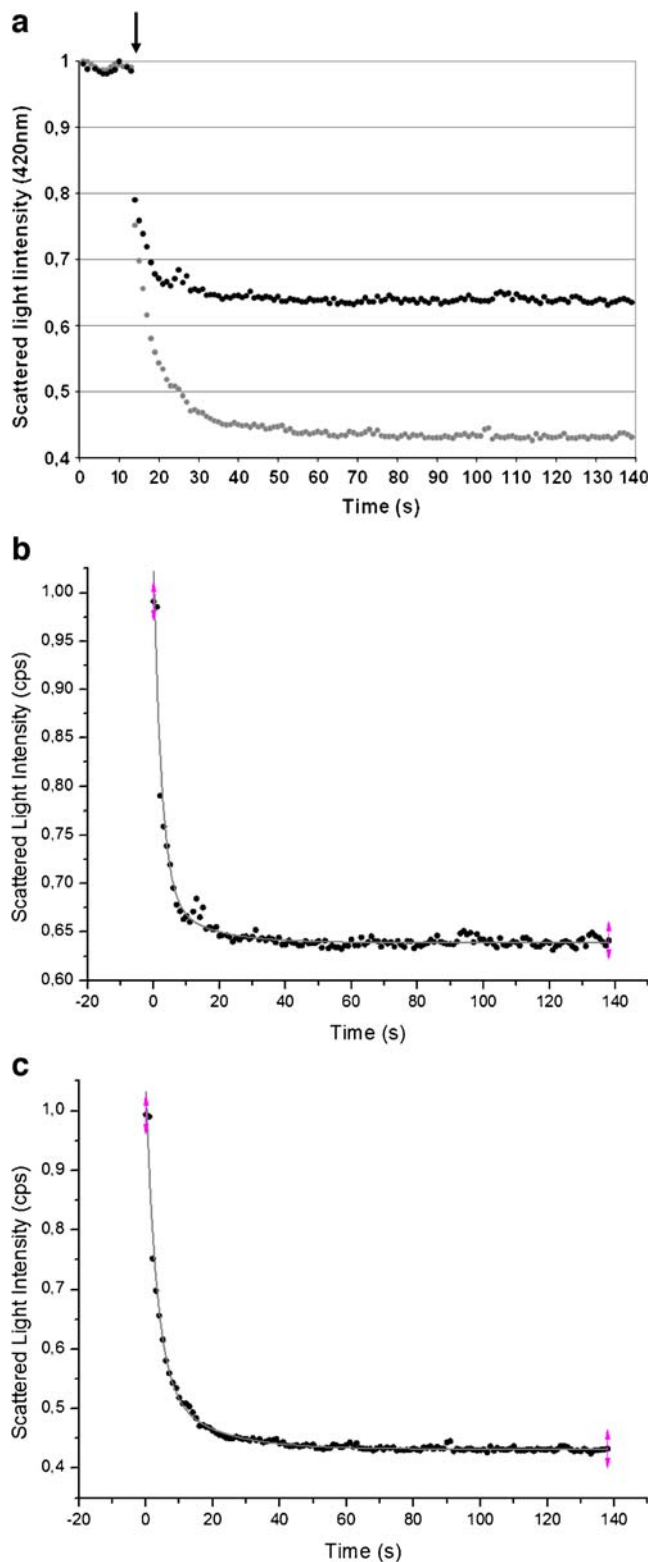 a
Scattered light lintensity (420nm)
1
0,9
0,8
0,7
0,6
0,5
0,4
0 10 20 30 40 50 60 70 80 90 100 110 120 130 140
Time (s)
b
Scattered Light Intensity (cps)
1,00
0,95
0,90
0,85
0,80
0,75
0,70
0,65
0,60
-20 0 20 40 60 80 100 120 140
Time (s)
c
Scattered Light Intensity (cps)
1,0
0,9
0,8
0,7
0,6
0,5
0,4
-20 0 20 40 60 80 100 120 140
Time (s)